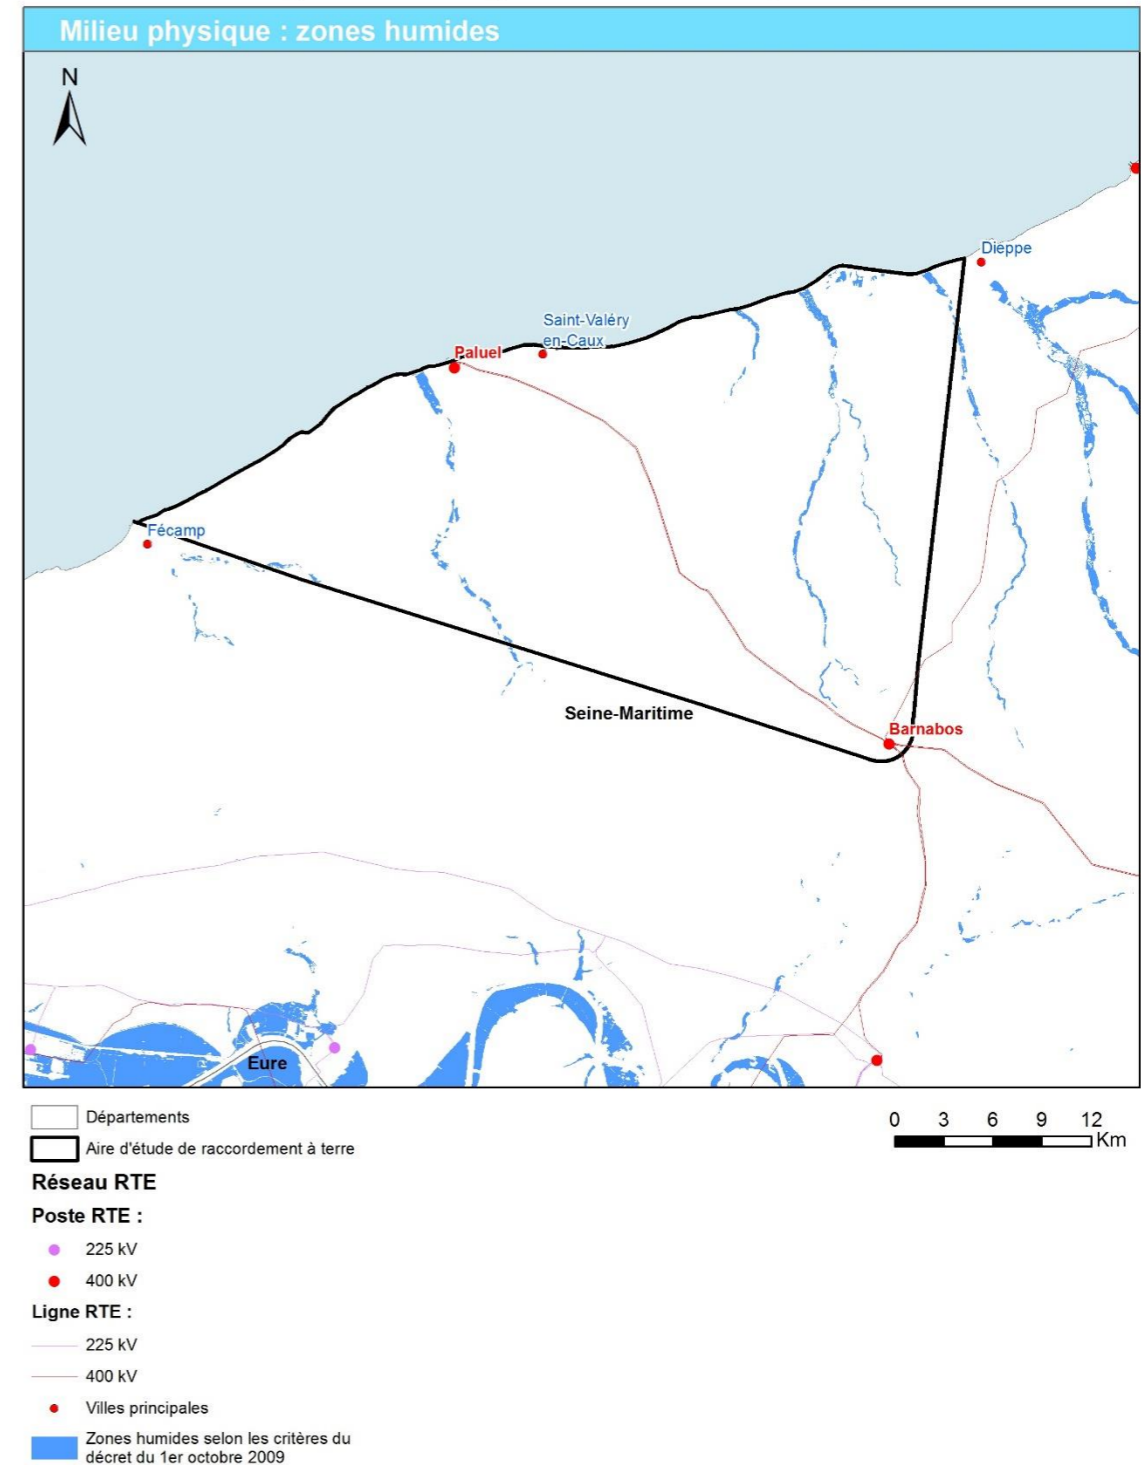 Milieu physique : zones humides
N
Dieppe
Saint-Valéry
en-Caux
Paluel
Fécamp
Seine-Maritime
Barnabos
Eure
Départements
Aire d'étude de raccordement à terre
0 3 6 9 12
Km
Réseau RTE
Poste RTE :
225 kV
400 kV
Ligne RTE :
225 kV
400 kV
Villes principales
Zones humides selon les critères du
décret du 1er octobre 2009